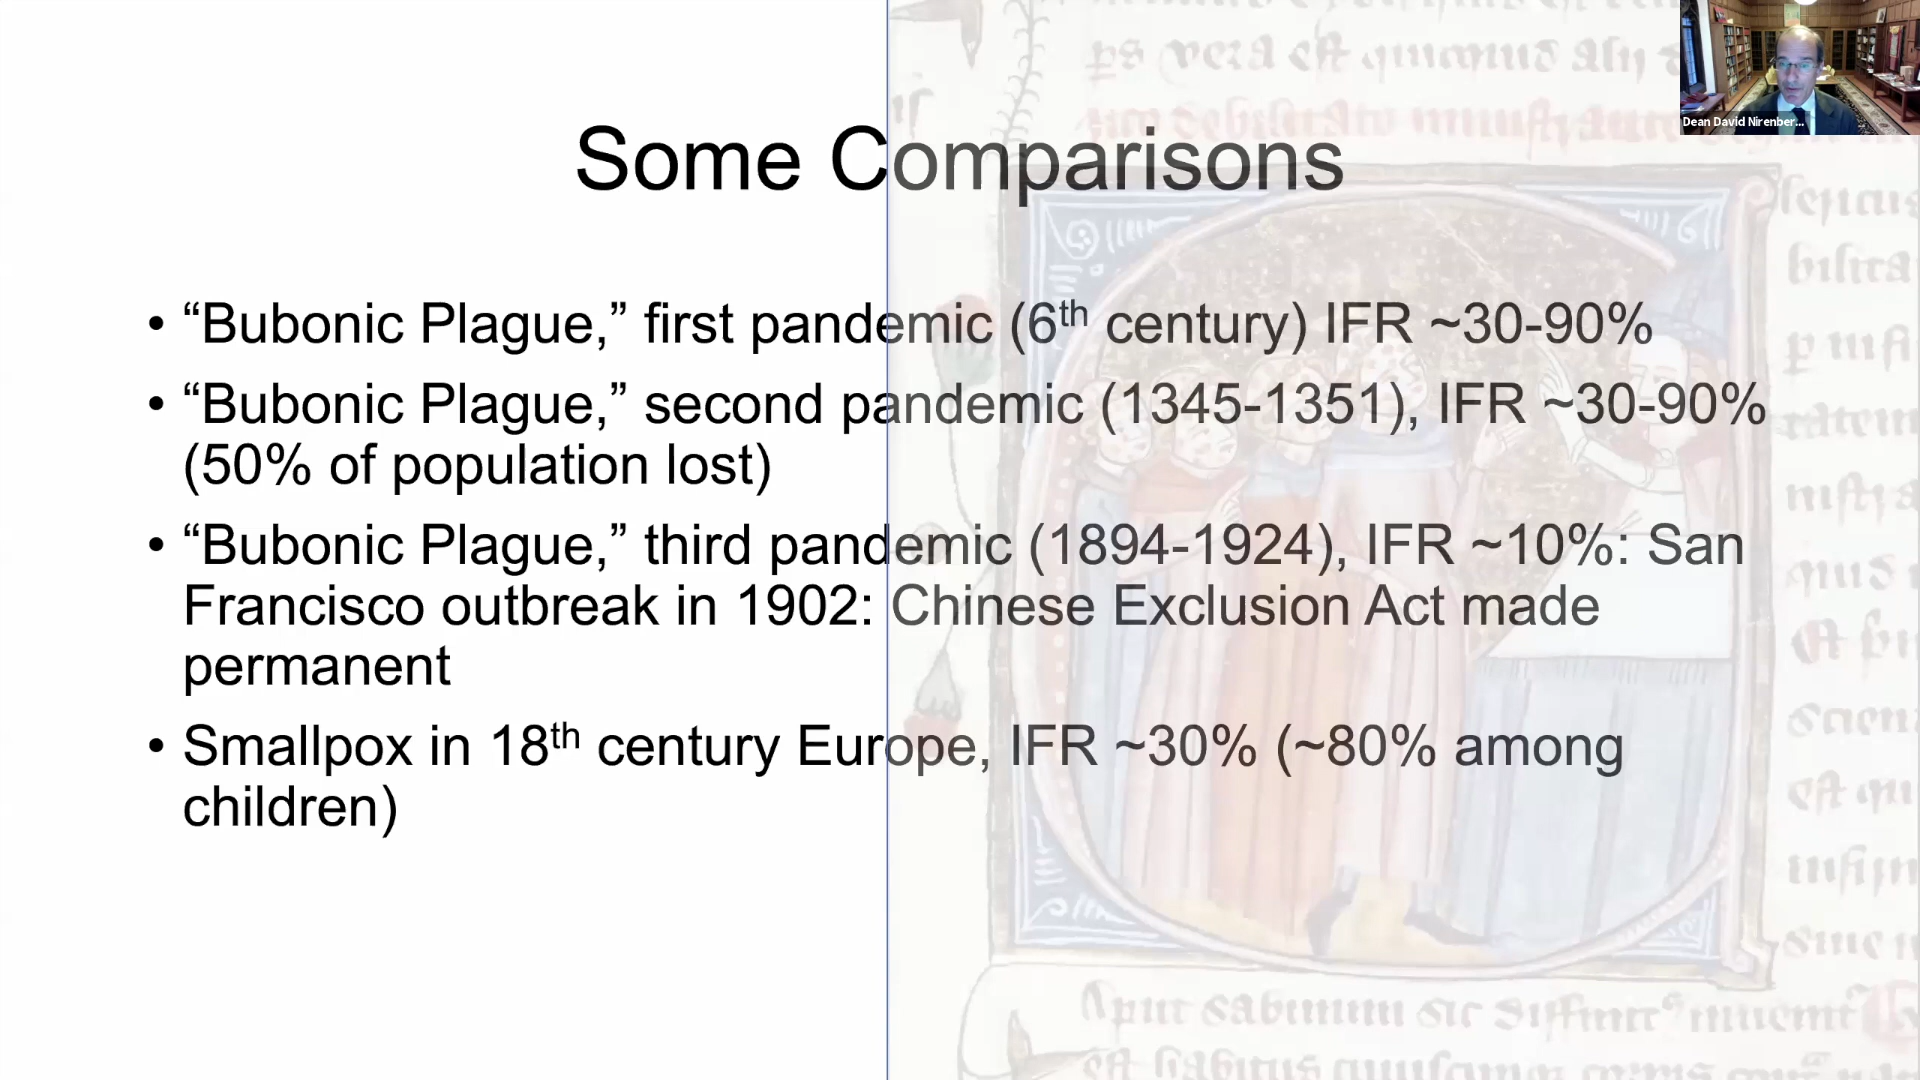 Dean David Nirenber...
Some Comparisons
• “Bubonic Plague,” first pandemic (6th century) IFR ~30-90%
• “Bubonic Plague,” second pandemic (1345-1351), IFR ~30-90%
(50% of population lost)
• “Bubonic Plague,” third pandemic (1894-1924), IFR ~10%: San
Francisco outbreak in 1902: Chinese Exclusion Act made
permanent
• Smallpox in 18th century Europe, IFR ~30% (~80% among
children)